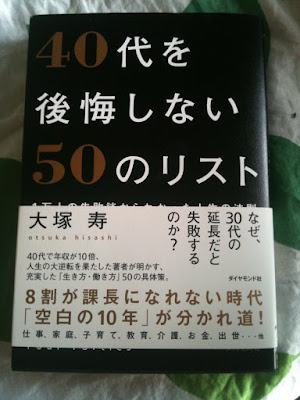 40代を
後悔しない
50のリスト
大塚 寿
otsuka hisashi
なぜ、
30代の
延長だと
失敗する
のか?
40代で年収が10倍、
人生の大逆転を果たした著者が明かす、
充実した「生き方・働き方」50の具体策。
ダイヤモンド社
8割が課長になれない時代
「空白の10年」が分かれ道!
仕事、家庭、子育て、教育、介護、お金、出世…他